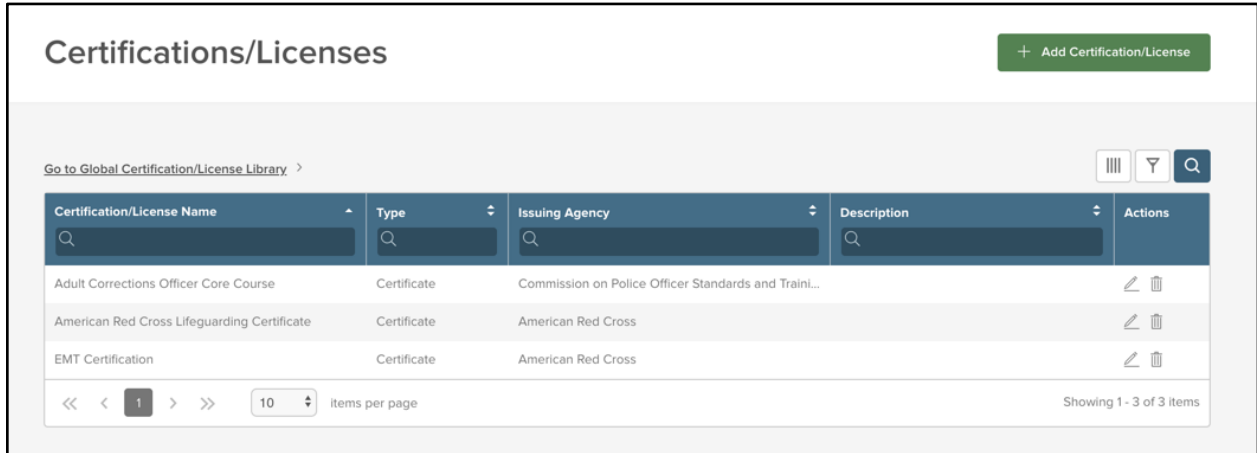 Certifications/Licenses
+ Add Certification/License
Go to Global Certification/License Library >
Certification/License Name Type Issuing Agency Description Actions
Adult Corrections Officer Core Course Certificate Commission on Police Officer Standards and Traini...
American Red Cross Lifeguarding Certificate Certificate American Red Cross
EMT Certification Certificate American Red Cross
1 10 items per page Showing 1 - 3 of 3 items